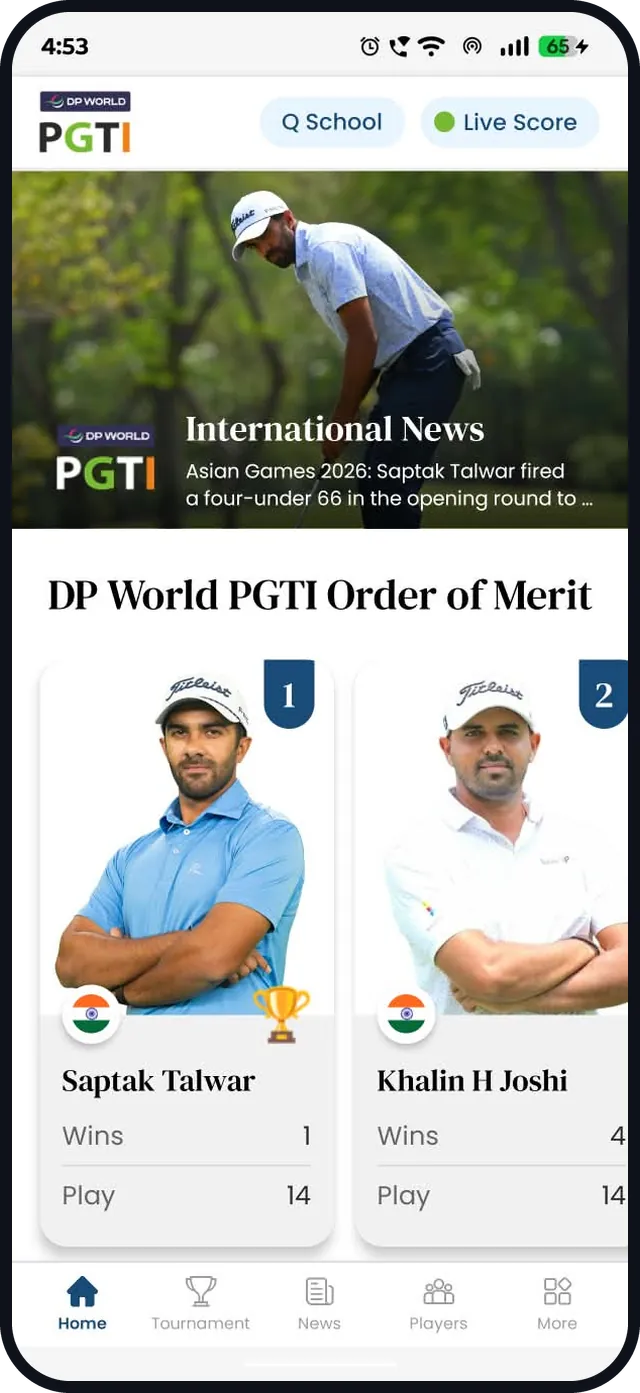 4:53
65
DP WORLD
PGTI
Q School
Live Score
Titleist
International News
DP WORLD
PGTI
Asian Games 2026: Saptak Talwar fired
a four-under 66 in the opening round to ...
DP World PGTI Order of Merit
Titleist
1
Titleist
2
Saptak Talwar
Khalin H Joshi
Wins 1
Wins 4
Play 14
Play 14
Home
Tournament
News
Players
More